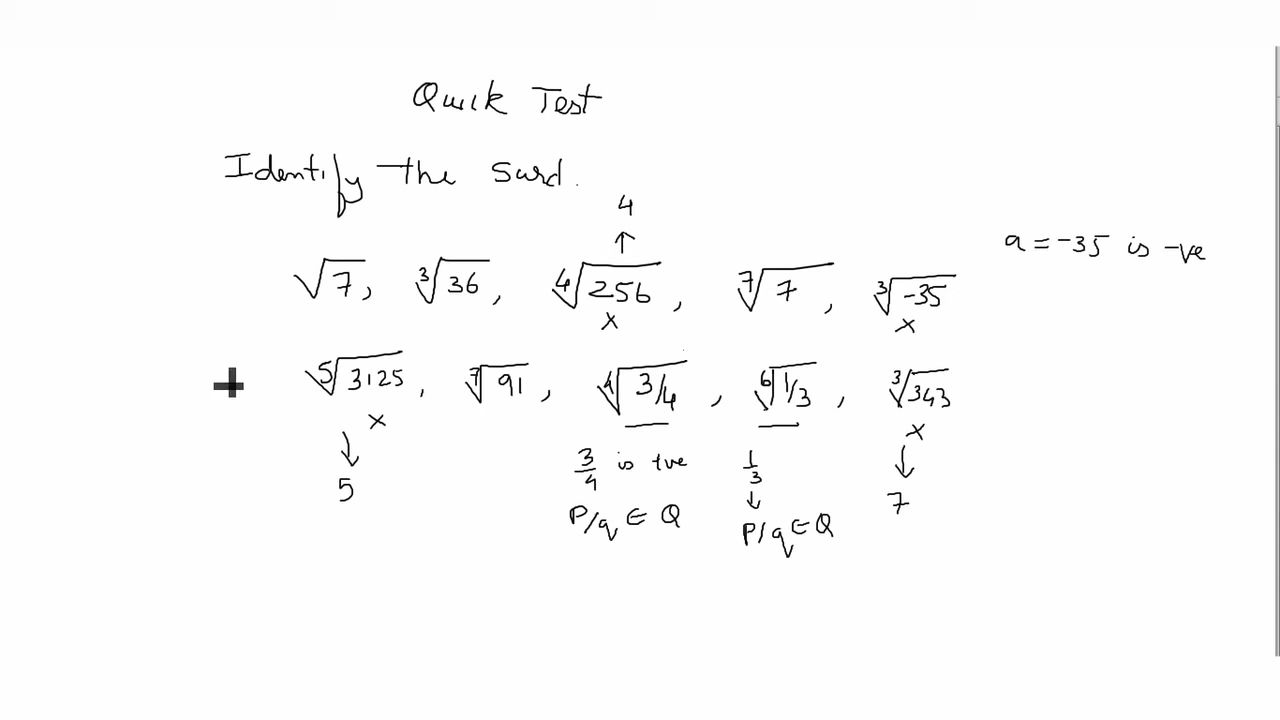 Quick Test
Identify the Surd.
4
↑
a = -35 is -ve
√7, ∛36, ∜256, ⁷√7, ∛-35
x x
⁵√3125, ⁷√91, ∜3/4, ⁶√1/3, ∛343
x x
↓ 3/4 is +ve 1/3 ↓
5 ↓ 7
P/q ∈ Q P/q ∈ Q